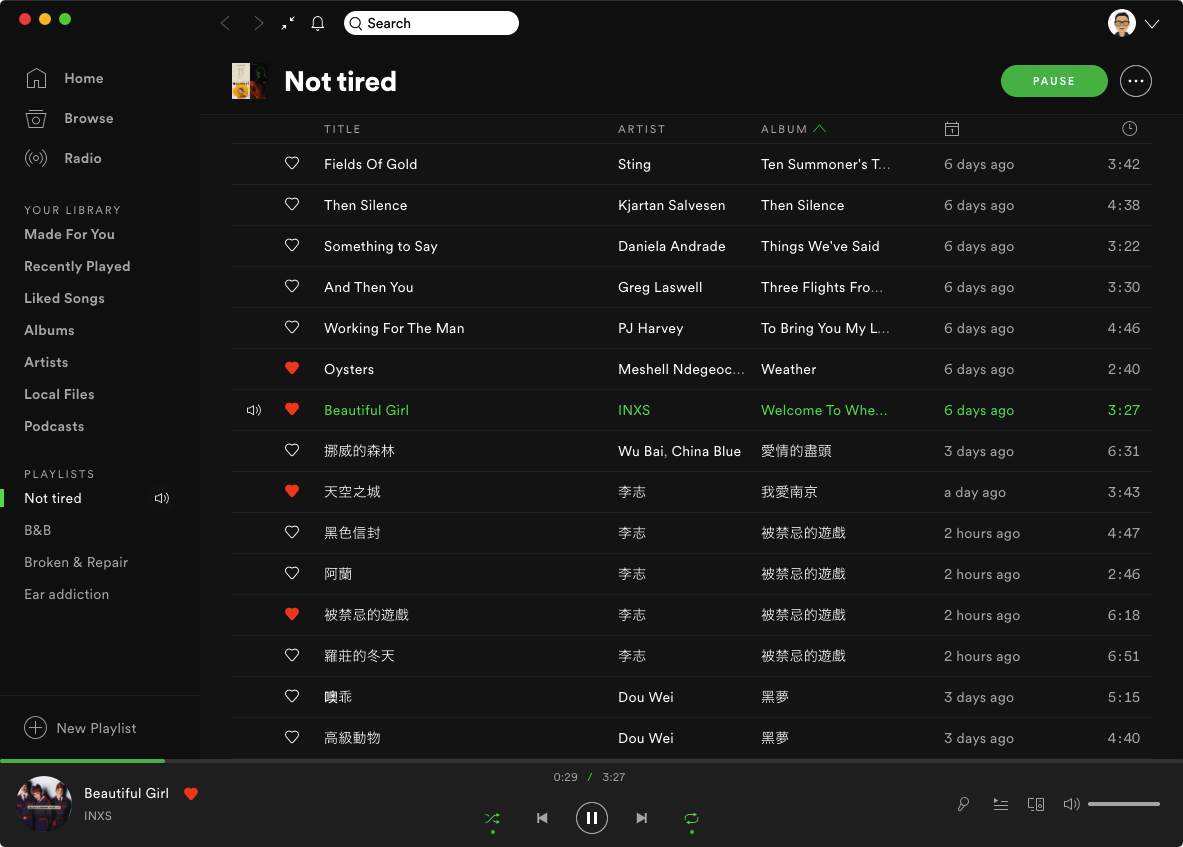 Search
Home
Browse
Radio
YOUR LIBRARY
Made For You
Recently Played
Liked Songs
Albums
Artists
Local Files
Podcasts
PLAYLISTS
Not tired
B&B
Broken & Repair
Ear addiction
New Playlist
Not tired
PAUSE
TITLE ARTIST ALBUM
Fields Of Gold Sting Ten Summoner's T... 6 days ago 3:42
Then Silence Kjartan Salvesen Then Silence 6 days ago 4:38
Something to Say Daniela Andrade Things We've Said 6 days ago 3:22
And Then You Greg Laswell Three Flights Fro... 6 days ago 3:30
Working For The Man PJ Harvey To Bring You My L... 6 days ago 4:46
Oysters Meshell Ndegeoc... Weather 6 days ago 2:40
Beautiful Girl INXS Welcome To Whe... 6 days ago 3:27
挪威的森林 Wu Bai, China Blue 愛情的盡頭 3 days ago 6:31
天空之城 李志 我愛南京 a day ago 3:43
黑色信封 李志 被禁忌的遊戲 2 hours ago 4:47
阿蘭 李志 被禁忌的遊戲 2 hours ago 2:46
被禁忌的遊戲 李志 被禁忌的遊戲 2 hours ago 6:18
羅莊的冬天 李志 被禁忌的遊戲 2 hours ago 6:51
噢乖 Dou Wei 黑夢 3 days ago 5:15
高級動物 Dou Wei 黑夢 3 days ago 4:40
Beautiful Girl
INXS
0:29 / 3:27